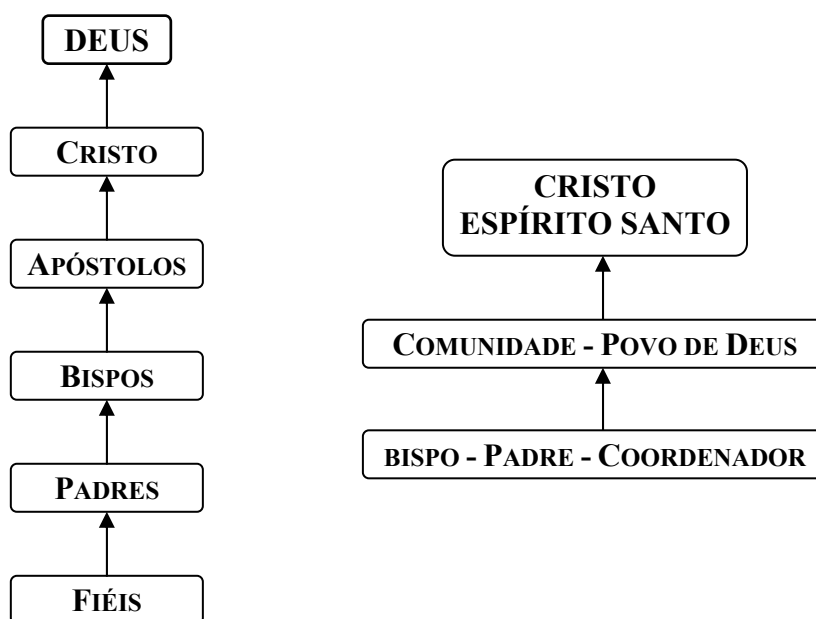 DEUS
CRISTO
APÓSTOLOS
BISPOS
PADRES
FIÉIS
CRISTO
ESPÍRITO SANTO
COMUNIDADE - POVO DE DEUS
BISPO - PADRE - COORDENADOR